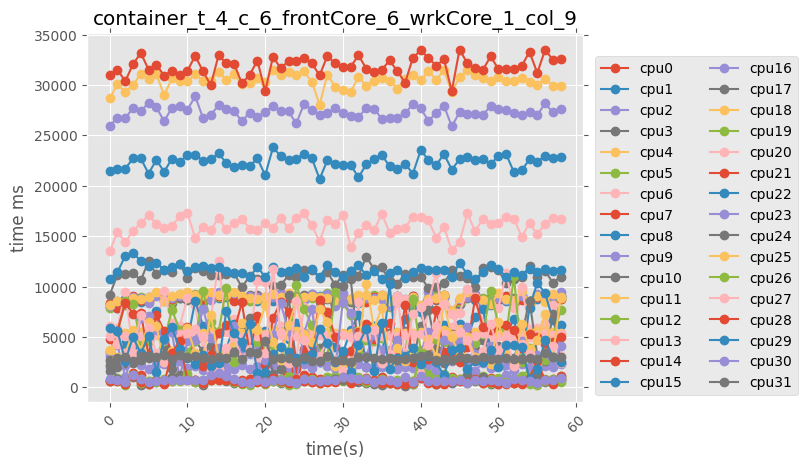 container_t_4_c_6_frontCore_6_wrkCore_1_col_9
35000
30000
25000
20000
15000
10000
5000
0
time ms
0
10
20
30
40
50
60
time(s)
cpu0
cpu1
cpu2
cpu3
cpu4
cpu5
cpu6
cpu7
cpu8
cpu9
cpu10
cpu11
cpu12
cpu13
cpu14
cpu15
cpu16
cpu17
cpu18
cpu19
cpu20
cpu21
cpu22
cpu23
cpu24
cpu25
cpu26
cpu27
cpu28
cpu29
cpu30
cpu31